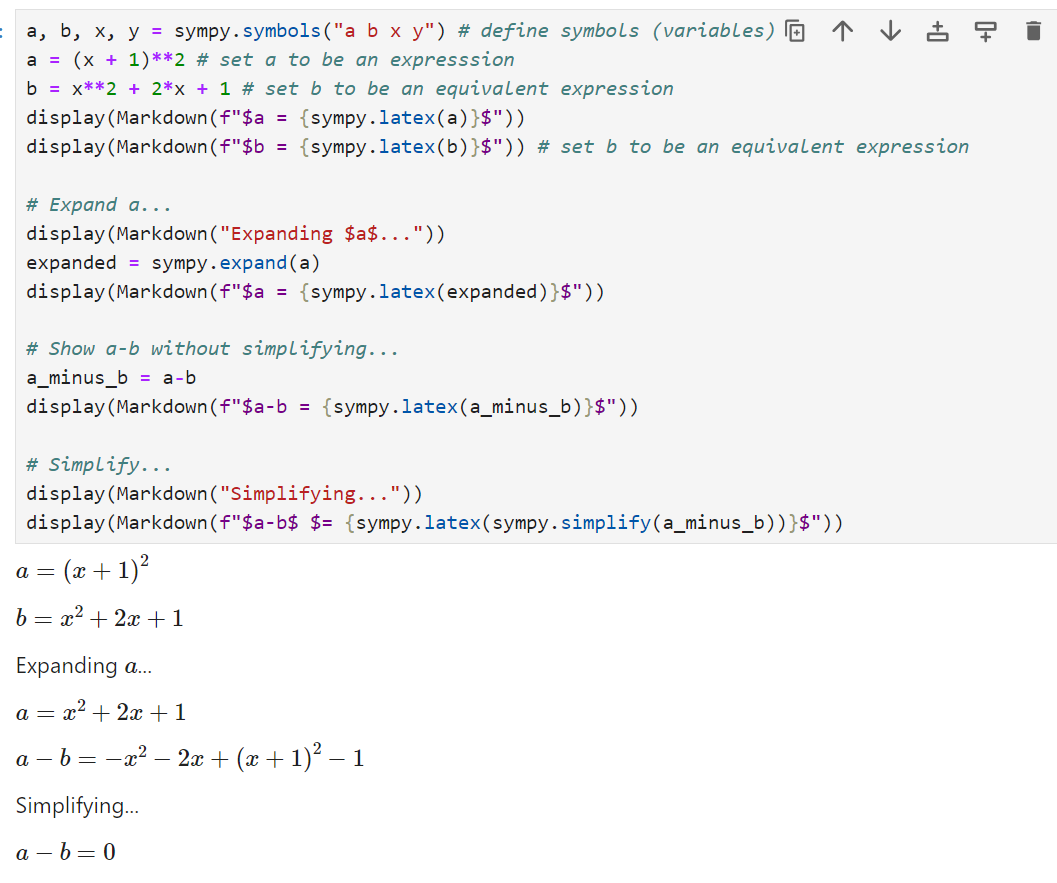 a, b, x, y = sympy.symbols("a b x y") # define symbols (variables)
a = (x + 1)**2 # set a to be an expresssion
b = x**2 + 2*x + 1 # set b to be an equivalent expression
display(Markdown(f"$a = {sympy.latex(a)}$"))
display(Markdown(f"$b = {sympy.latex(b)}$")) # set b to be an equivalent expression
# Expand a...
display(Markdown("Expanding $a$..."))
expanded = sympy.expand(a)
display(Markdown(f"$a = {sympy.latex(expanded)}$"))
# Show a-b without simplifying...
a_minus_b = a-b
display(Markdown(f"$a-b = {sympy.latex(a_minus_b)}$"))
# Simplify...
display(Markdown("Simplifying..."))
display(Markdown(f"$a-b$ $= {sympy.latex(sympy.simplify(a_minus_b))}$"))
a = (x + 1)²
b = x² + 2x + 1
Expanding a...
a = x² + 2x + 1
a − b = −x² − 2x + (x + 1)² − 1
Simplifying...
a − b = 0